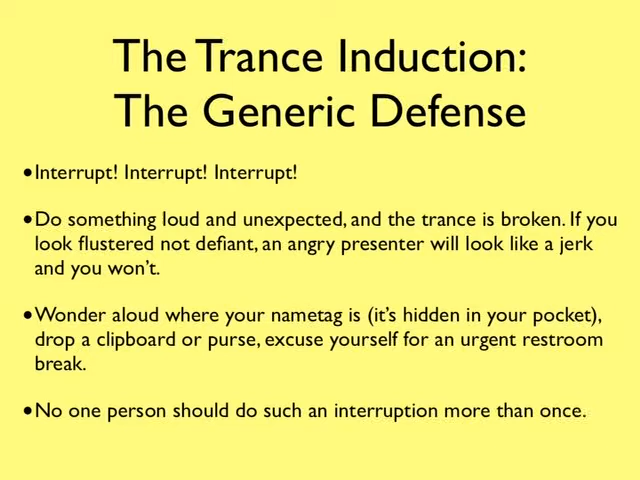 The Trance Induction:
The Generic Defense
•Interrupt! Interrupt! Interrupt!
•Do something loud and unexpected, and the trance is broken. If you
look flustered not defiant, an angry presenter will look like a jerk
and you won't.
•Wonder aloud where your nametag is (it's hidden in your pocket),
drop a clipboard or purse, excuse yourself for an urgent restroom
break.
•No one person should do such an interruption more than once.